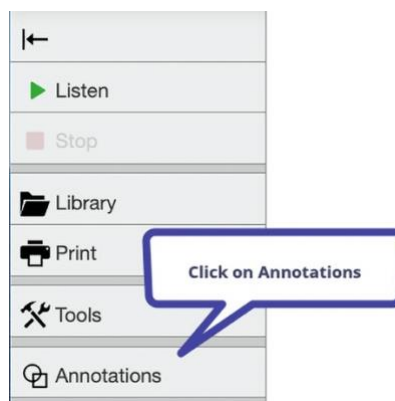 Listen
Stop
Library
Print
Click on Annotations
Tools
Annotations